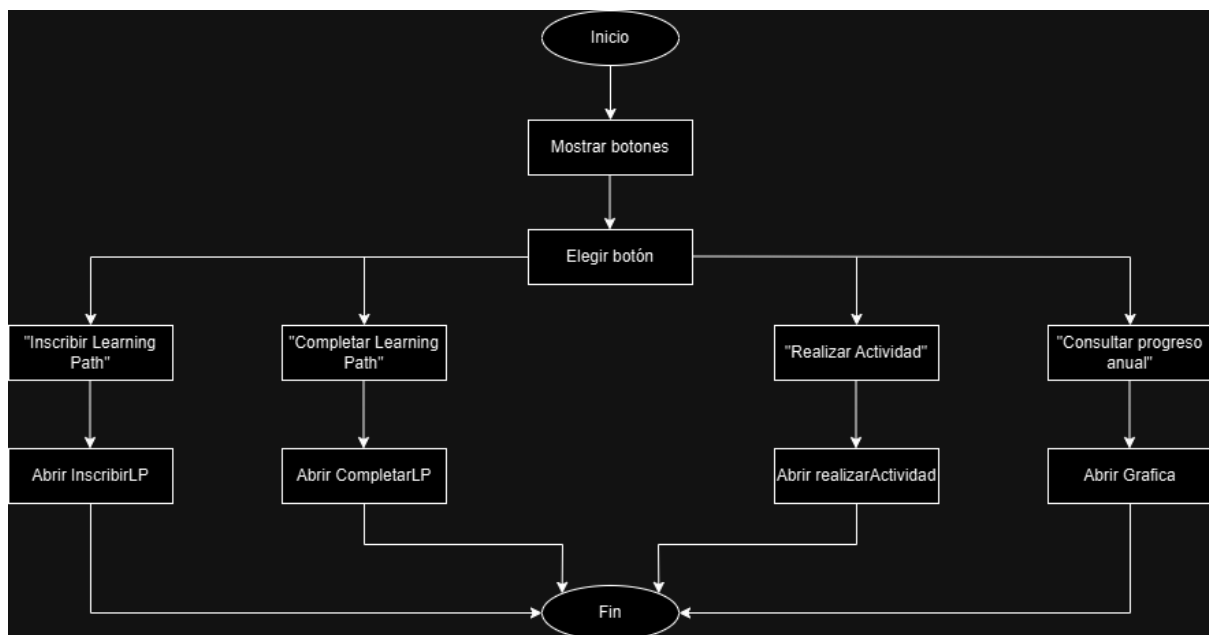 Inicio
Mostrar botones
Elegir botón
"Inscribir Learning
Path"
"Completar Learning
Path"
"Realizar Actividad"
"Consultar progreso
anual"
Abrir InscribirLP
Abrir CompletarLP
Abrir realizarActividad
Abrir Grafica
Fin